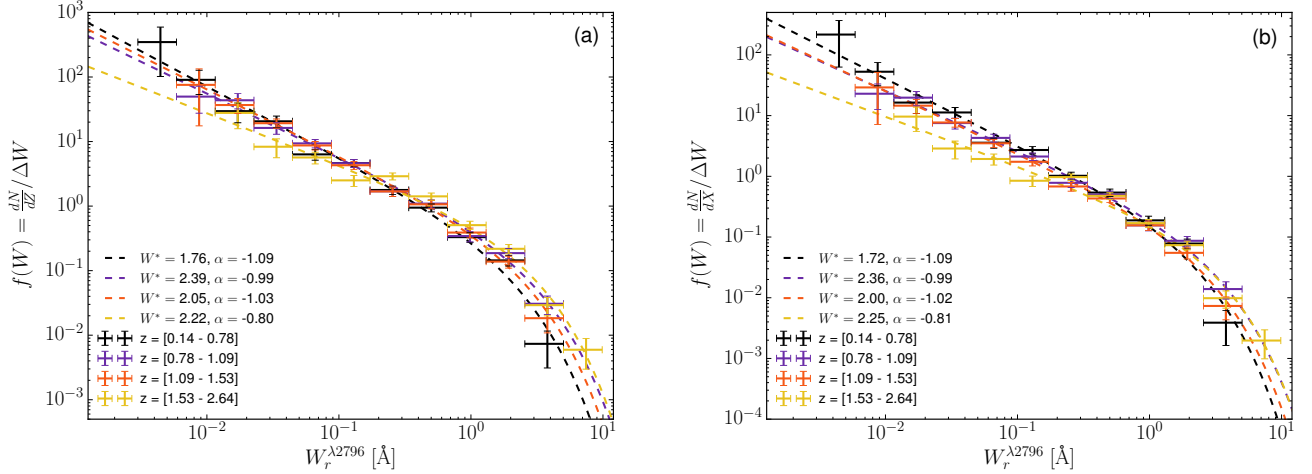 (a)
f(W) = dN/dZ / ΔW
10^3
10^2
10^1
10^0
10^−1
10^−2
10^−3
W* = 1.76, α = -1.09
W* = 2.39, α = -0.99
W* = 2.05, α = -1.03
W* = 2.22, α = -0.80
z = [0.14 - 0.78]
z = [0.78 - 1.09]
z = [1.09 - 1.53]
z = [1.53 - 2.64]
10^−2 10^−1 10^0 10^1
W_r^λ2796 [Å]
(b)
f(W) = dN/dX / ΔW
10^2
10^1
10^0
10^−1
10^−2
10^−3
10^−4
W* = 1.72, α = -1.09
W* = 2.36, α = -0.99
W* = 2.00, α = -1.02
W* = 2.25, α = -0.81
z = [0.14 - 0.78]
z = [0.78 - 1.09]
z = [1.09 - 1.53]
z = [1.53 - 2.64]
10^−2 10^−1 10^0 10^1
W_r^λ2796 [Å]